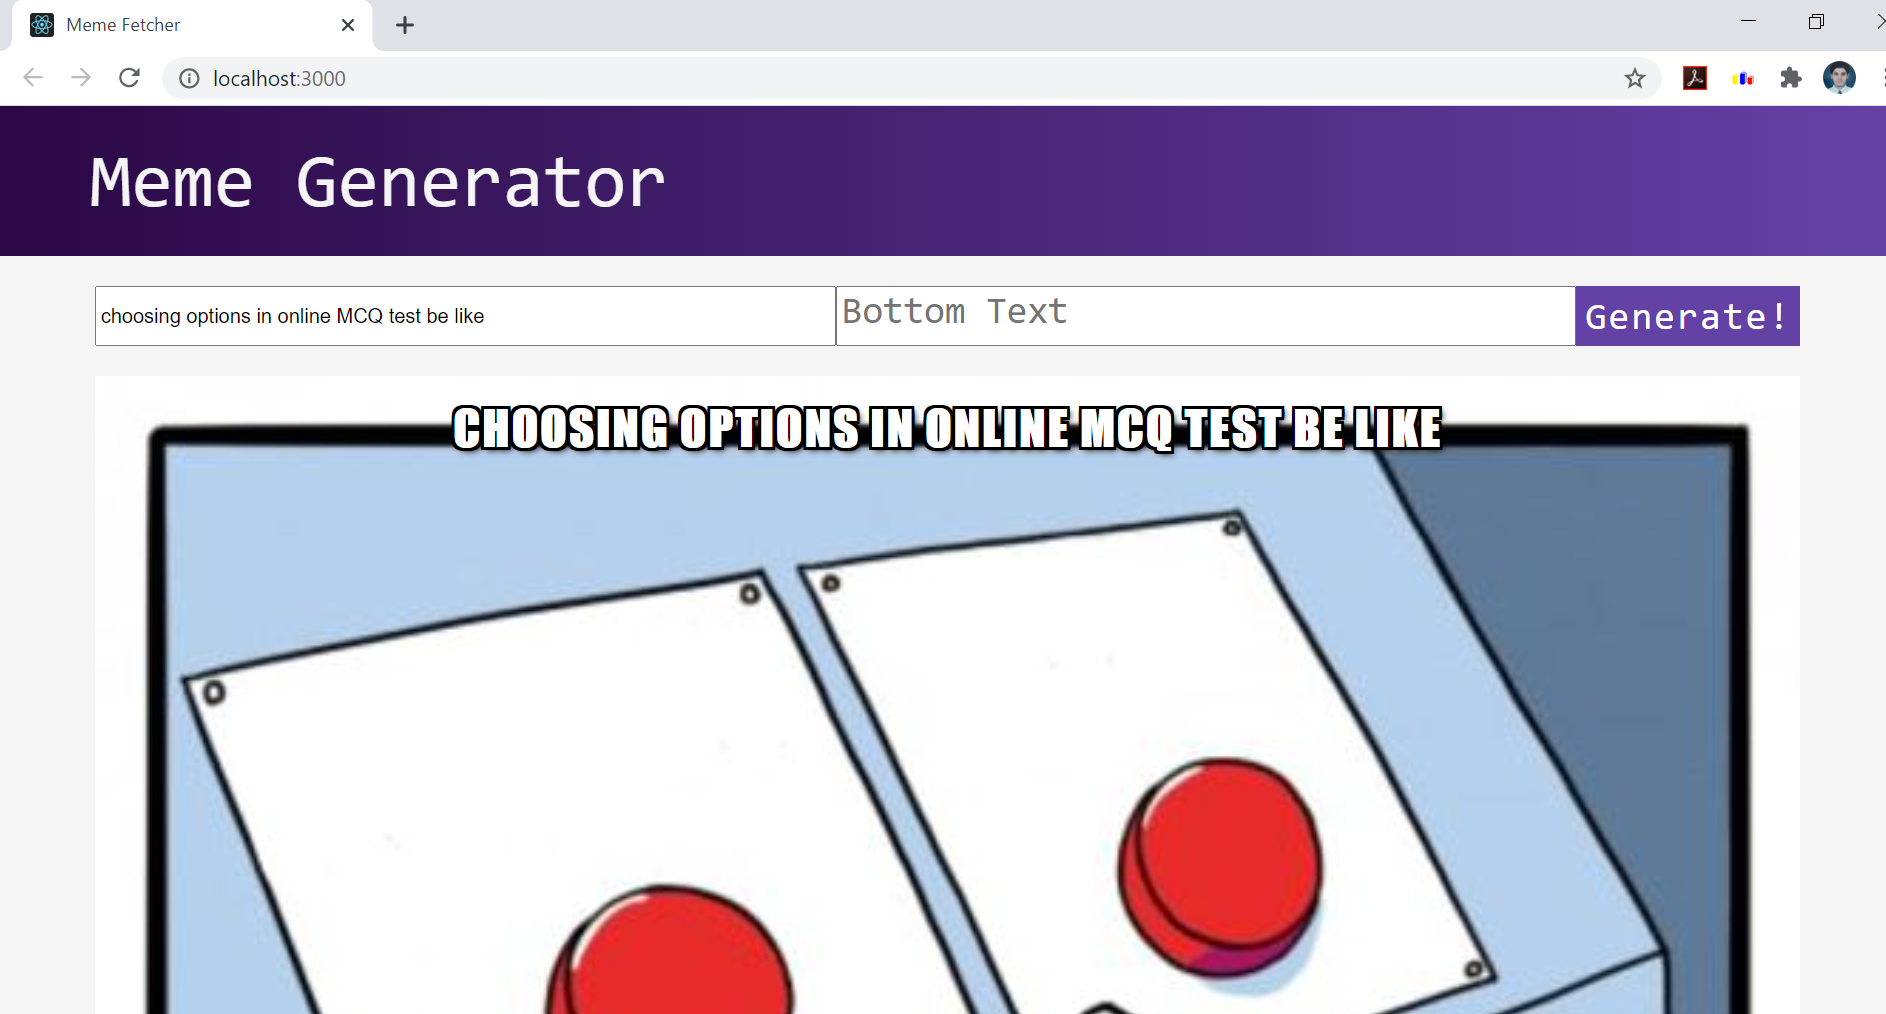 Meme Fetcher
localhost:3000
Meme Generator
choosing options in online MCQ test be like
Bottom Text
Generate!
CHOOSING OPTIONS IN ONLINE MCQ TEST BE LIKE